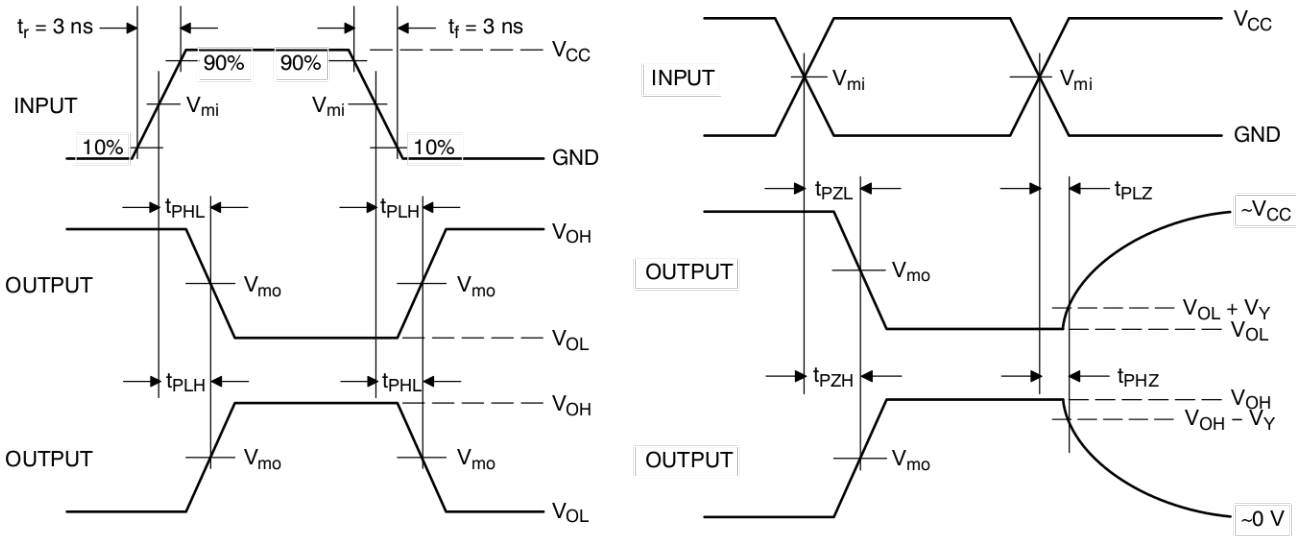 t_r = 3 ns
t_f = 3 ns
V_CC
90%
90%
INPUT
V_mi
V_mi
10%
10%
GND
t_PHL
t_PLH
V_OH
OUTPUT
V_mo
V_mo
V_OL
t_PLH
t_PHL
V_OH
OUTPUT
V_mo
V_mo
V_OL
V_CC
INPUT
V_mi
V_mi
GND
t_PZL
t_PLZ
~V_CC
OUTPUT
V_mo
V_OL + V_Y
V_OL
t_PZH
t_PHZ
V_OH
V_OH – V_Y
OUTPUT
V_mo
~0 V